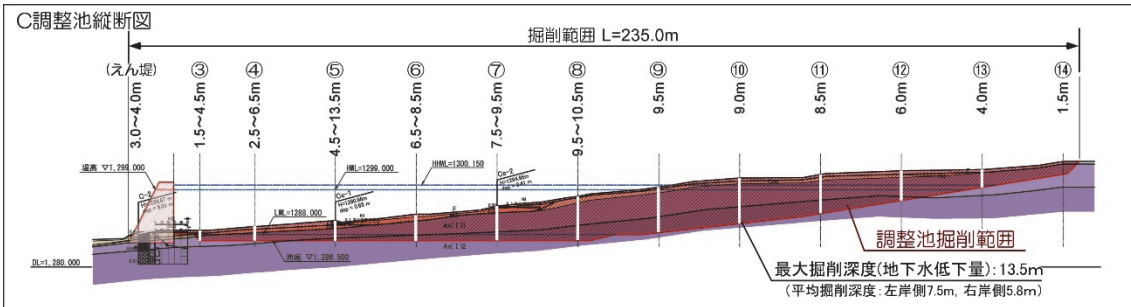 C調整池縦断図
掘削範囲 L=235.0m
(えん堤)
③
④
⑤
⑥
⑦
⑧
⑨
⑩
⑪
⑫
⑬
⑭
3.0～4.0m
1.5～4.5m
2.5～6.5m
4.5～13.5m
6.5～8.5m
7.5～9.5m
9.5～10.5m
9.5m
9.0m
8.5m
6.0m
4.0m
1.5m
堤高 ▽1,299.000
HWL=1299.000
HHWL=1300.150
LWL=1288.000
池底 ▽1,286.500
DL=1,280.000
調整池掘削範囲
最大掘削深度(地下水低下量):13.5m
(平均掘削深度:左岸側7.5m, 右岸側5.8m)